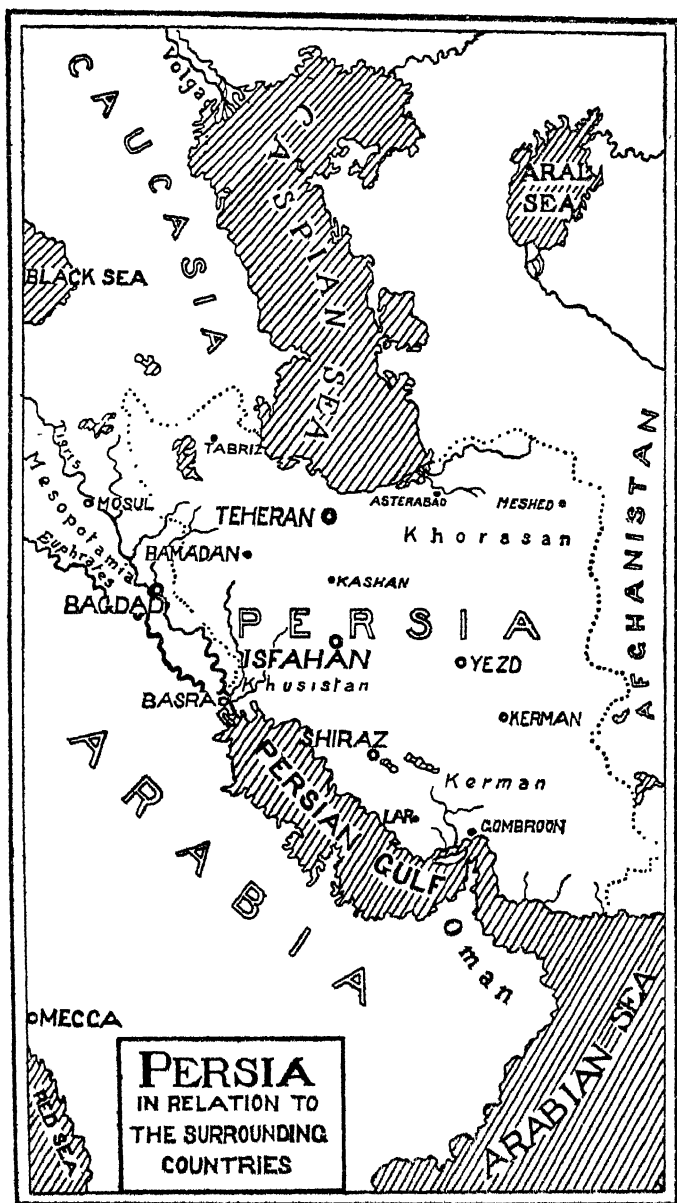 CAUCASIA
Volga
CASPIAN SEA
ARAL
SEA
BLACK SEA
AFGHANISTAN
TABRIZ
Tigris
Mesopotamia
MOSUL
Euphrates
ASTERABAD
MESHED
TEHERAN
Khorasan
HAMADAN
KASHAN
BAGDAD
PERSIA
ISFAHAN
YEZD
Khusistan
BASRA
KERMAN
SHIRAZ
Kerman
ARABIA
PERSIAN GULF
LAR
GOMBROON
Oman
MECCA
ARABIAN SEA
RED SEA
PERSIA
IN RELATION TO
THE SURROUNDING
COUNTRIES